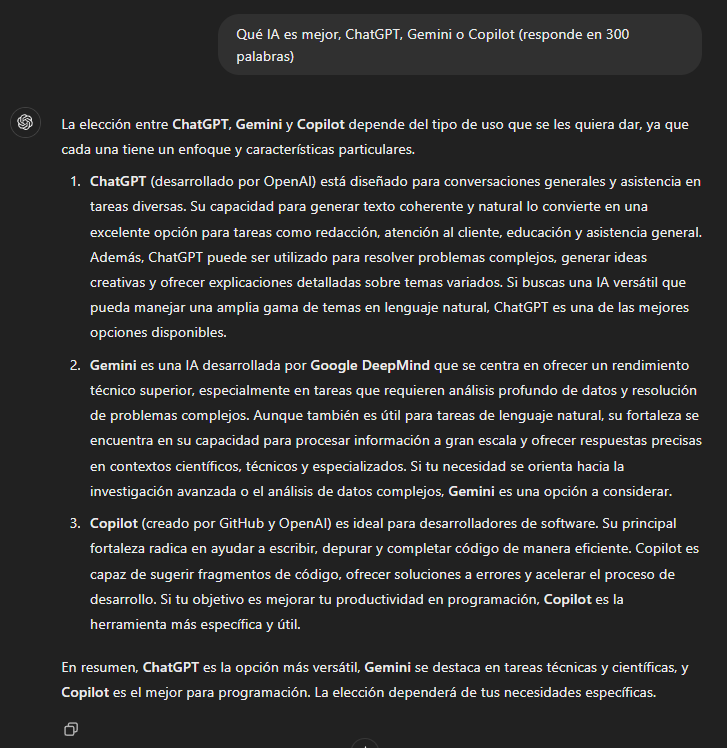 Qué IA es mejor, ChatGPT, Gemini o Copilot (responde en 300
palabras)
La elección entre ChatGPT, Gemini y Copilot depende del tipo de uso que se les quiera dar, ya que
cada una tiene un enfoque y características particulares.
1. ChatGPT (desarrollado por OpenAI) está diseñado para conversaciones generales y asistencia en
tareas diversas. Su capacidad para generar texto coherente y natural lo convierte en una
excelente opción para tareas como redacción, atención al cliente, educación y asistencia general.
Además, ChatGPT puede ser utilizado para resolver problemas complejos, generar ideas
creativas y ofrecer explicaciones detalladas sobre temas variados. Si buscas una IA versátil que
pueda manejar una amplia gama de temas en lenguaje natural, ChatGPT es una de las mejores
opciones disponibles.
2. Gemini es una IA desarrollada por Google DeepMind que se centra en ofrecer un rendimiento
técnico superior, especialmente en tareas que requieren análisis profundo de datos y resolución
de problemas complejos. Aunque también es útil para tareas de lenguaje natural, su fortaleza se
encuentra en su capacidad para procesar información a gran escala y ofrecer respuestas precisas
en contextos científicos, técnicos y especializados. Si tu necesidad se orienta hacia la
investigación avanzada o el análisis de datos complejos, Gemini es una opción a considerar.
3. Copilot (creado por GitHub y OpenAI) es ideal para desarrolladores de software. Su principal
fortaleza radica en ayudar a escribir, depurar y completar código de manera eficiente. Copilot es
capaz de sugerir fragmentos de código, ofrecer soluciones a errores y acelerar el proceso de
desarrollo. Si tu objetivo es mejorar tu productividad en programación, Copilot es la
herramienta más específica y útil.
En resumen, ChatGPT es la opción más versátil, Gemini se destaca en tareas técnicas y científicas, y
Copilot es el mejor para programación. La elección dependerá de tus necesidades específicas.